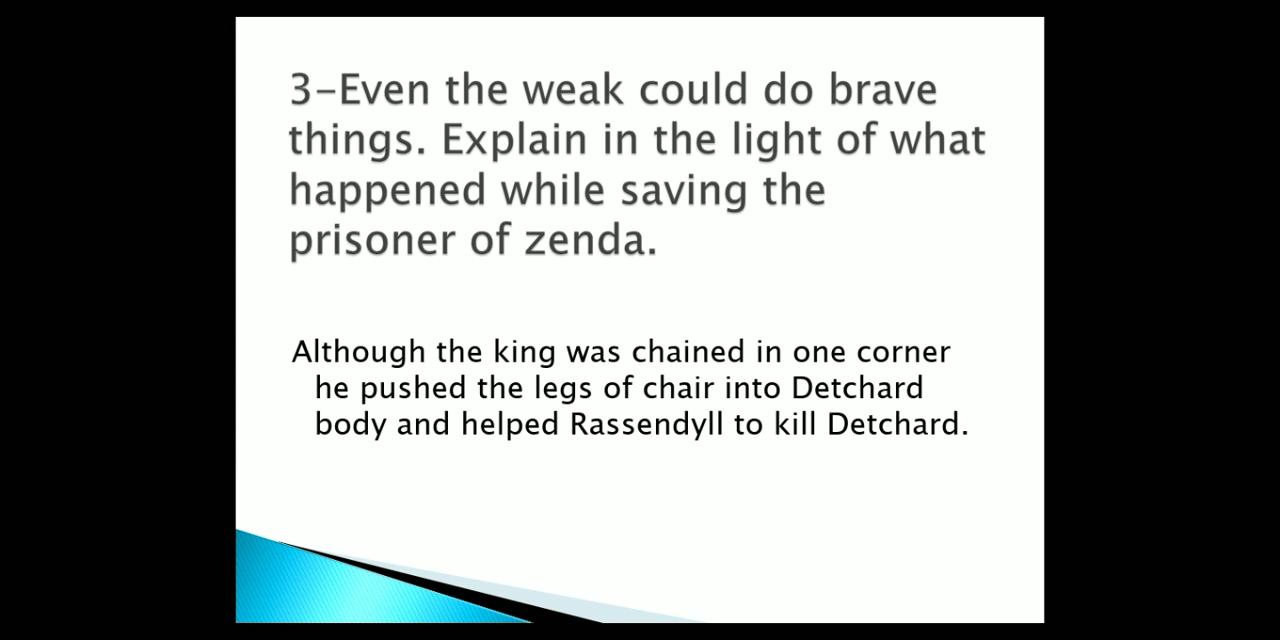 3-Even the weak could do brave
things. Explain in the light of what
happened while saving the
prisoner of zenda.
Although the king was chained in one corner
he pushed the legs of chair into Detchard
body and helped Rassendyll to kill Detchard.